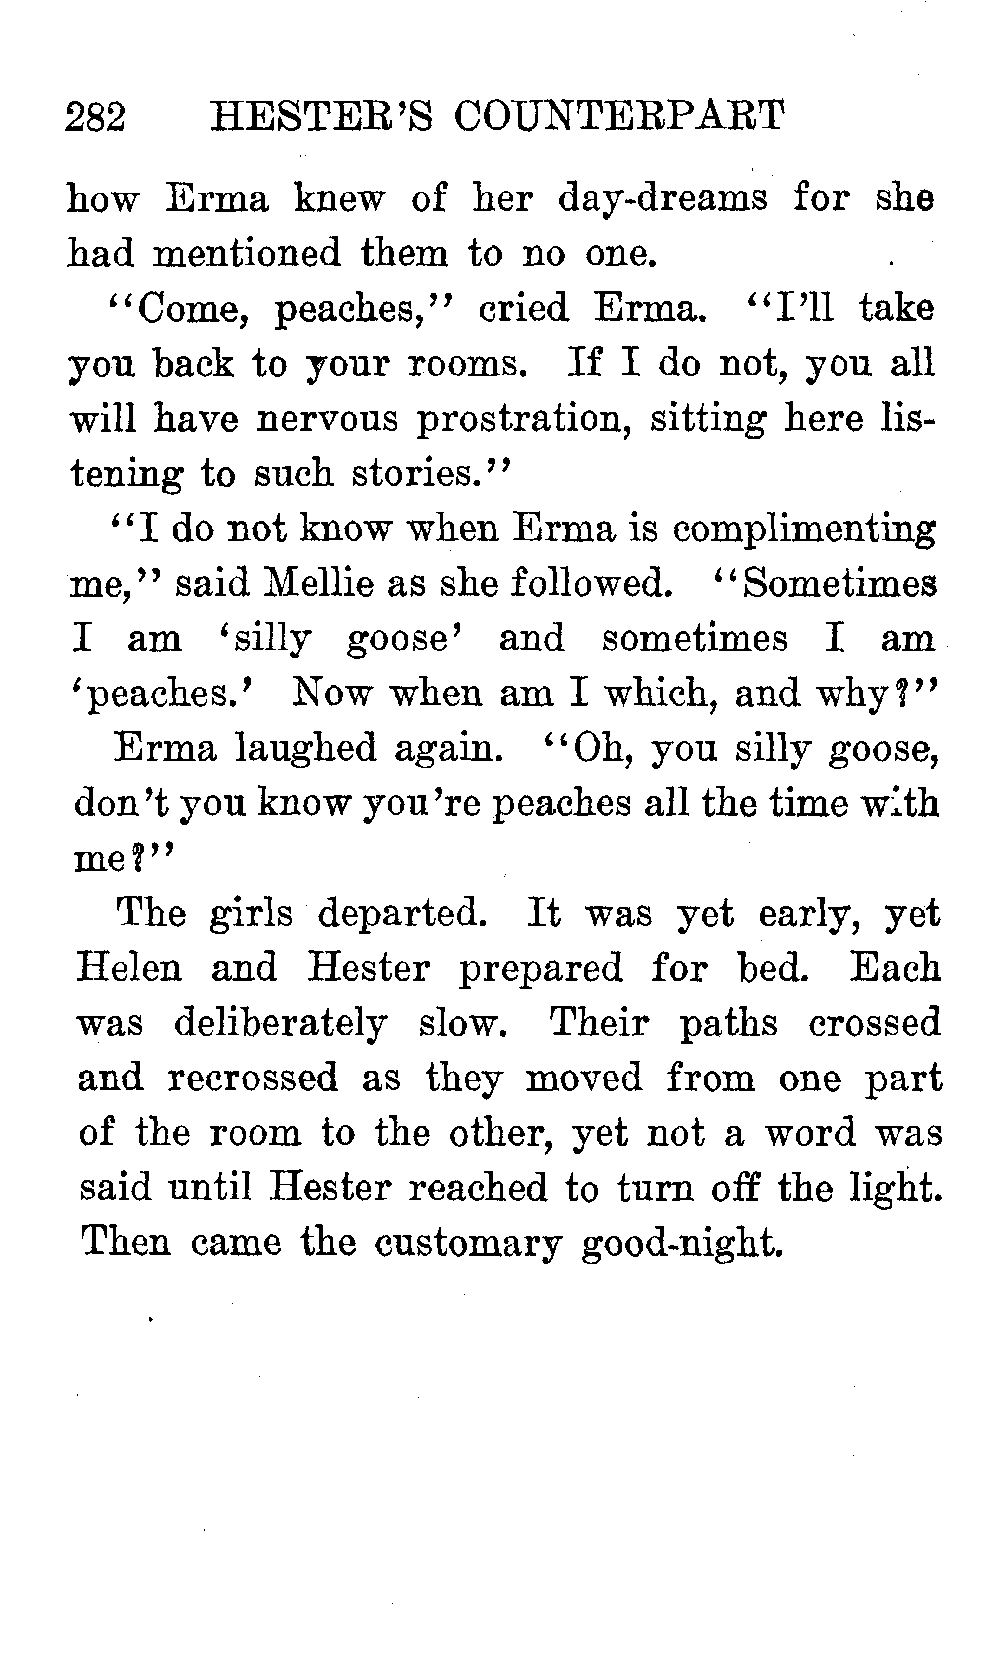 282 HESTER'S COUNTERPART
how Erma knew of her day-dreams for she
had mentioned them to no one.
"Come, peaches," cried Erma. "I'll take
you back to your rooms. If I do not, you all
will have nervous prostration, sitting here lis-
tening to such stories."
"I do not know when Erma is complimenting
me," said Mellie as she followed. "Sometimes
I am 'silly goose' and sometimes I am
'peaches.' Now when am I which, and why?"
Erma laughed again. "Oh, you silly goose,
don't you know you're peaches all the time with
me?"
The girls departed. It was yet early, yet
Helen and Hester prepared for bed. Each
was deliberately slow. Their paths crossed
and recrossed as they moved from one part
of the room to the other, yet not a word was
said until Hester reached to turn off the light.
Then came the customary good-night.